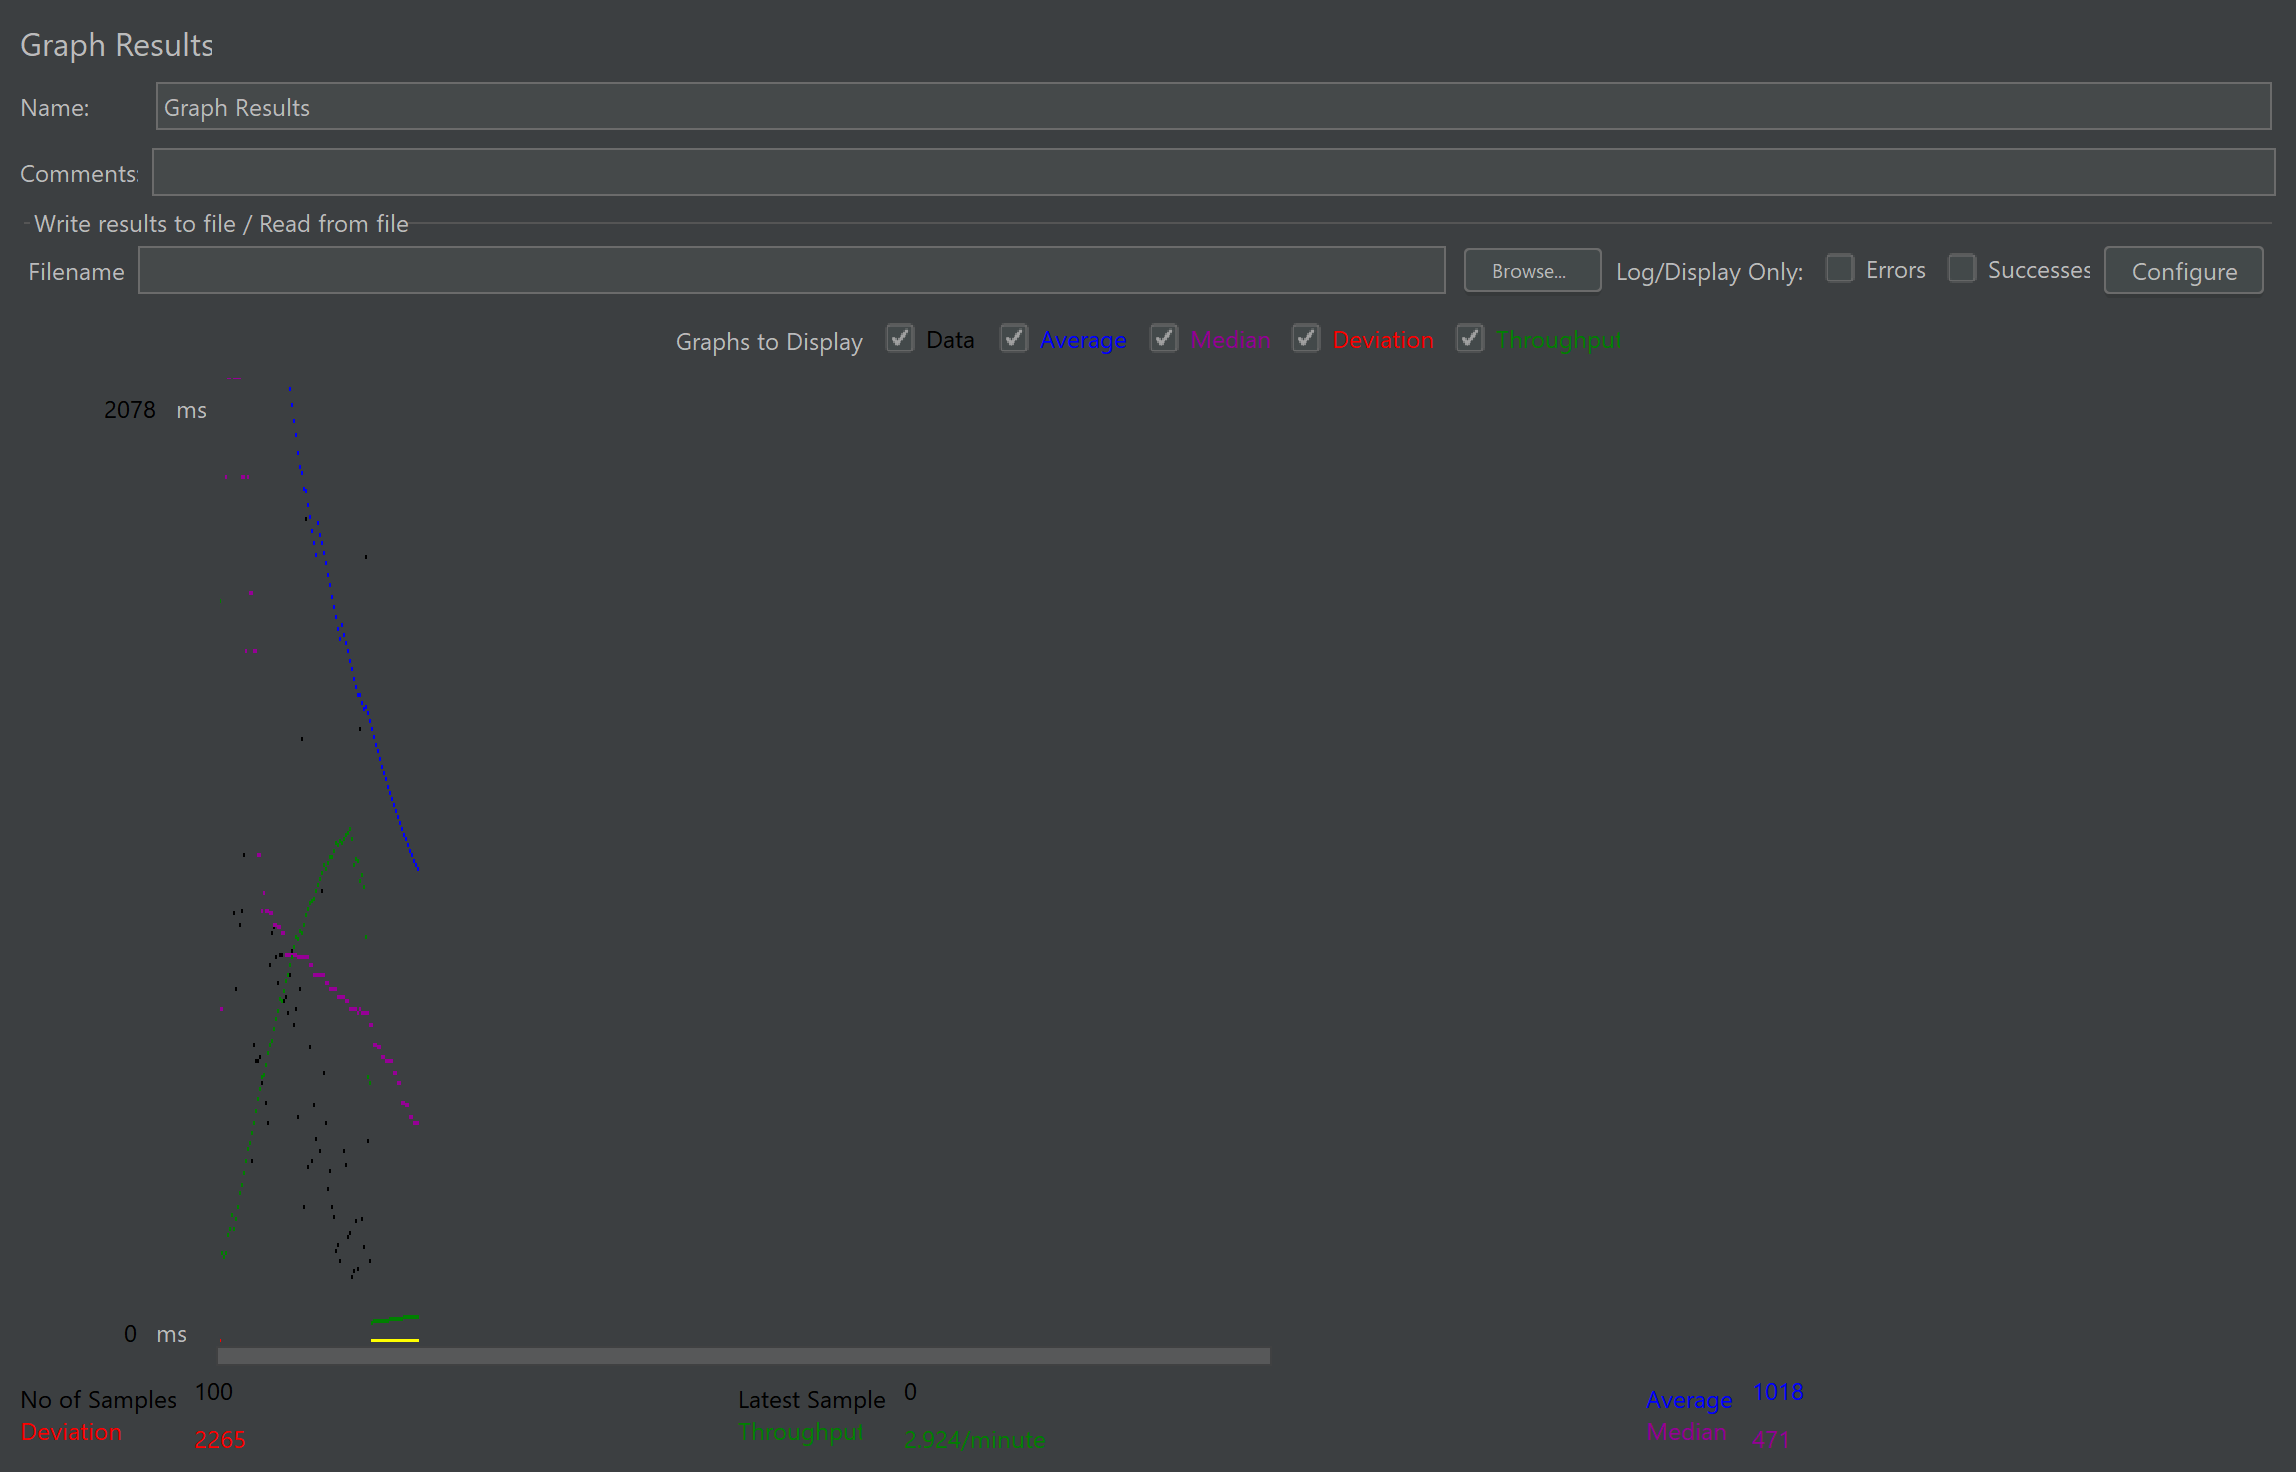 Graph Results
Name: Graph Results
Comments:
Write results to file / Read from file
Filename Browse... Log/Display Only: Errors Successes Configure
Graphs to Display Data Average Median Deviation Throughput
2078 ms
0 ms
No of Samples 100 Latest Sample 0 Average 1018
Deviation 2265 Throughput 2.924/minute Median 471